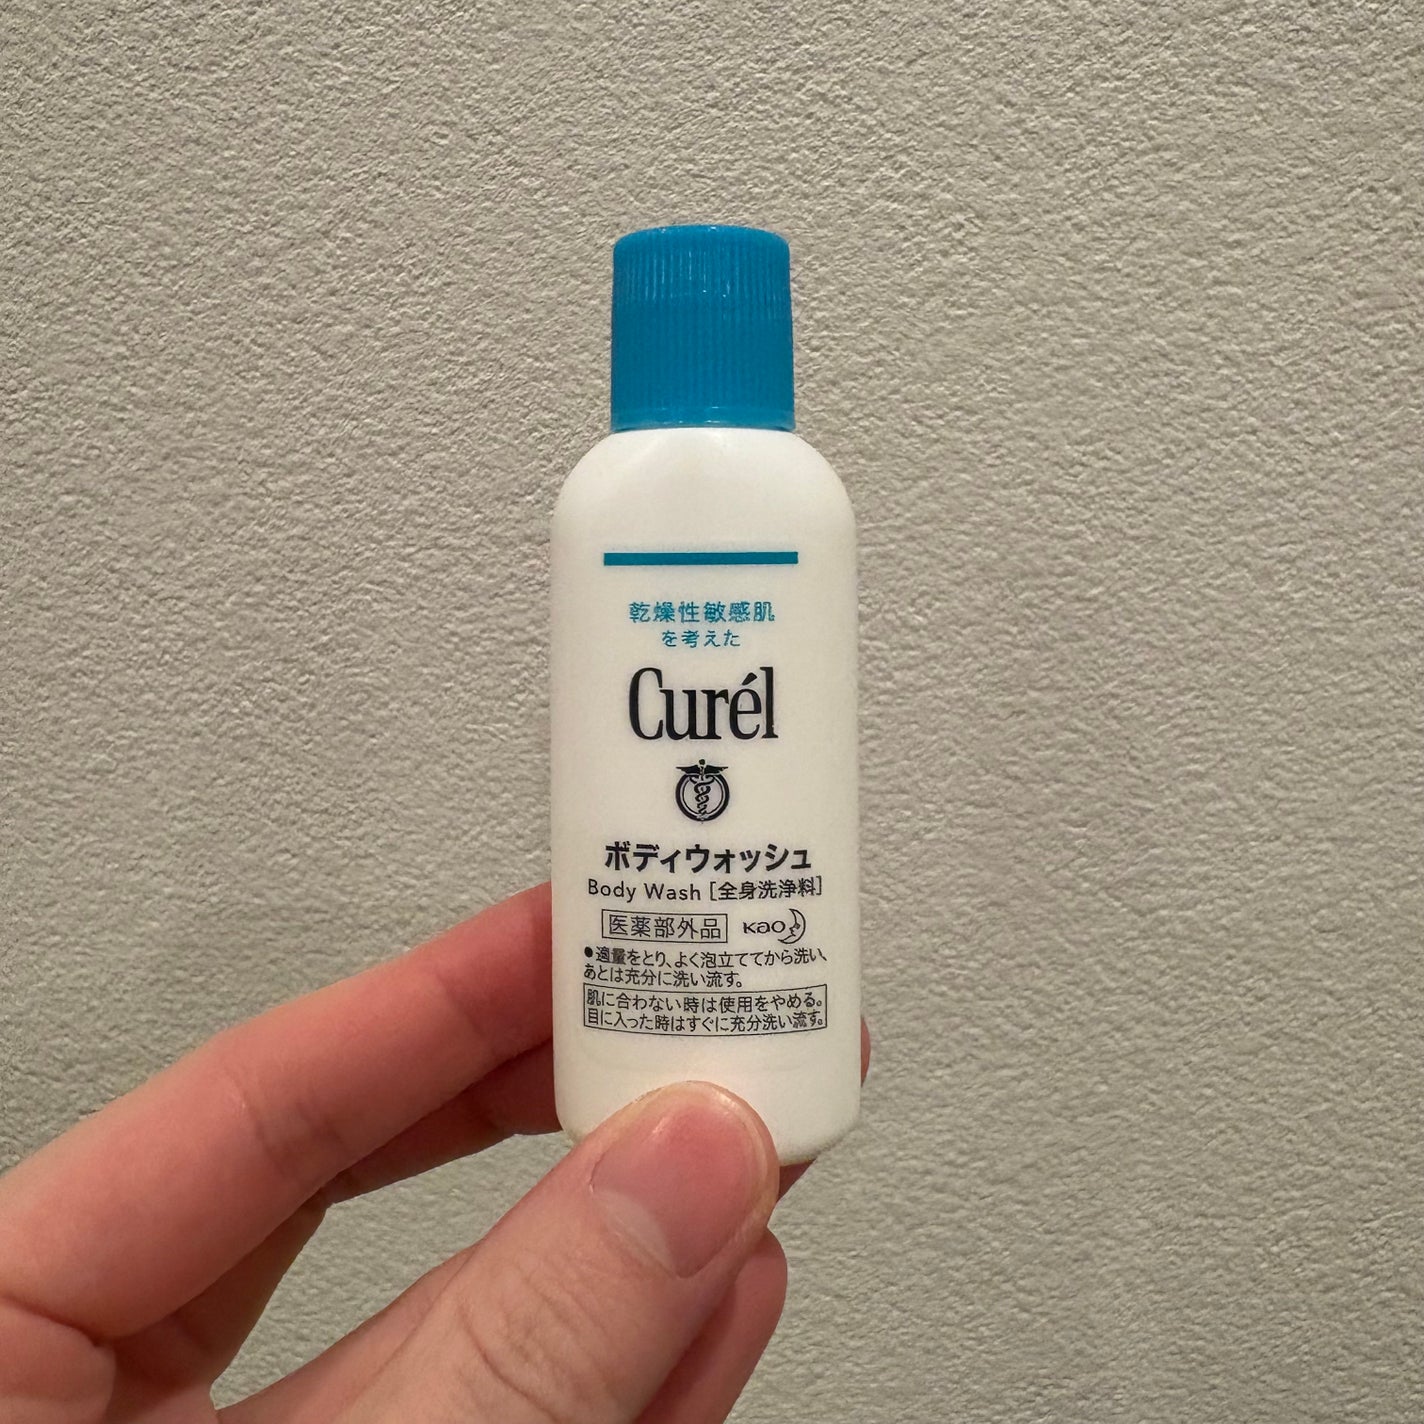 乾燥性敏感肌
を考えた
Curél
ボディウォッシュ
Body Wash [全身洗浄料]
医薬部外品 Kao
●適量をとり、よく泡立ててから洗い、
あとは充分に洗い流す。
肌に合わない時は使用をやめる。
目に入った時はすぐに充分洗い流す。